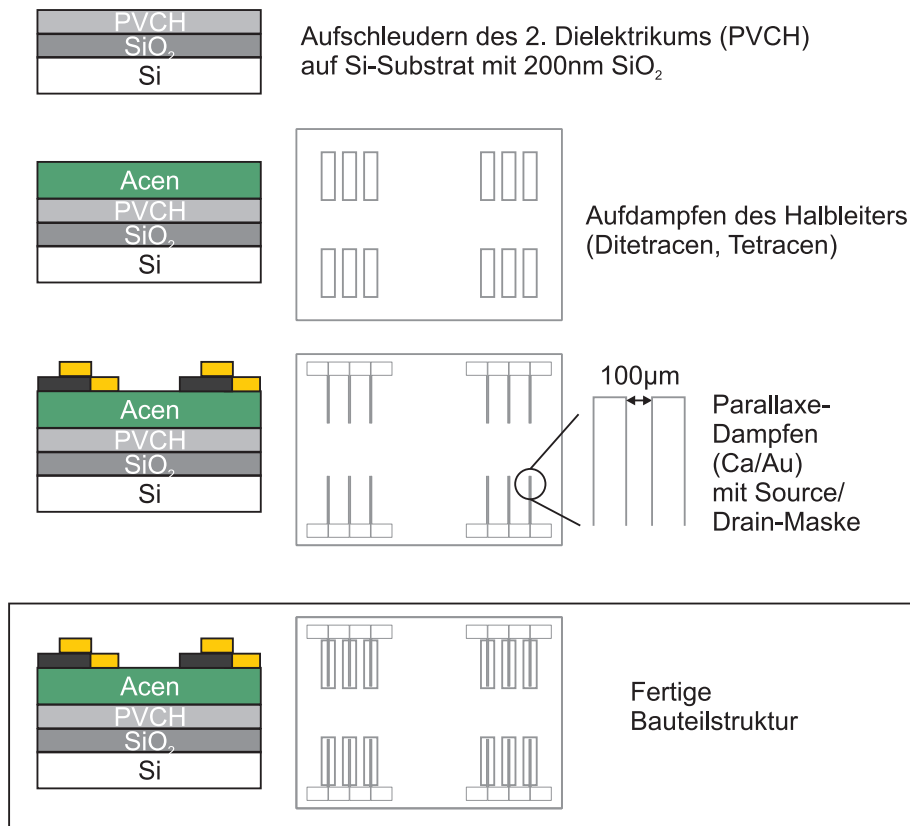 PVCH
SiO₂
Si
Aufschleudern des 2. Dielektrikums (PVCH)
auf Si-Substrat mit 200nm SiO₂
Acen
PVCH
SiO₂
Si
Aufdampfen des Halbleiters
(Ditetracen, Tetracen)
Acen
PVCH
SiO₂
Si
100µm
Parallaxe-
Dampfen
(Ca/Au)
mit Source/
Drain-Maske
Acen
PVCH
SiO₂
Si
Fertige
Bauteilstruktur